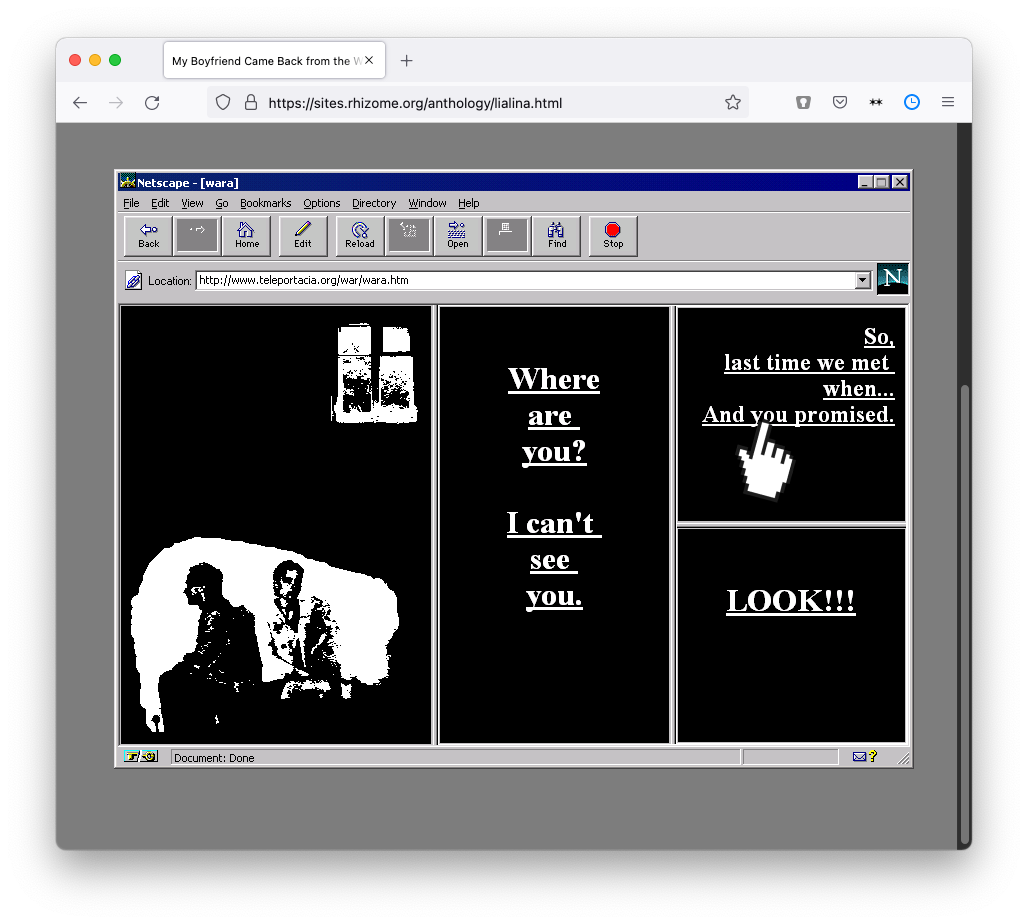 My Boyfriend Came Back from the W
https://sites.rhizome.org/anthology/lialina.html
Netscape - [wara]
File Edit View Go Bookmarks Options Directory Window Help
Back Home Edit Reload Open Find Stop
Location: http://www.teleportacia.org/war/wara.htm
N
Where
are
you?
I can't
see
you.
So,
last time we met
when...
And you promised.
LOOK!!!
Document: Done
?